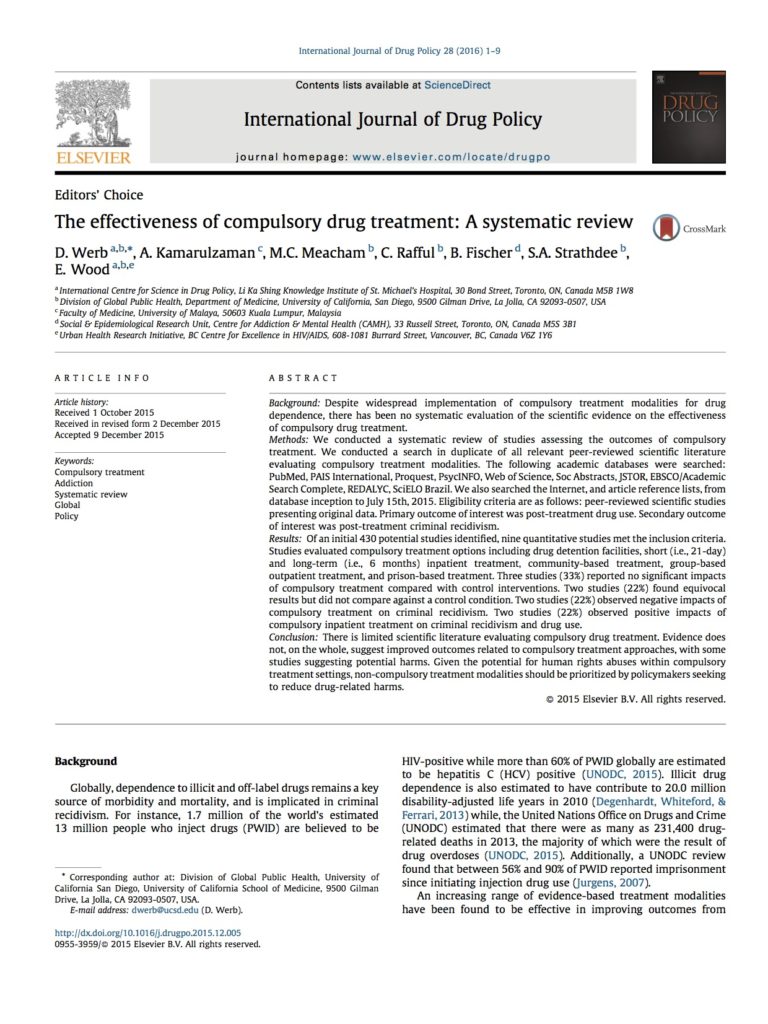 International Journal of Drug Policy 28 (2016) 1–9
Contents lists available at ScienceDirect
International Journal of Drug Policy
journal homepage: www.elsevier.com/locate/drugpo
ELSEVIER
DRUG
POLICY
Editors' Choice
The effectiveness of compulsory drug treatment: A systematic review
CrossMark
D. Werb a,b,*, A. Kamarulzaman c, M.C. Meacham b, C. Rafful b, B. Fischer d, S.A. Strathdee b,
E. Wood a,b,e
a International Centre for Science in Drug Policy, Li Ka Shing Knowledge Institute of St. Michael's Hospital, 30 Bond Street, Toronto, ON, Canada M5B 1W8
b Division of Global Public Health, Department of Medicine, University of California, San Diego, 9500 Gilman Drive, La Jolla, CA 92093-0507, USA
c Faculty of Medicine, University of Malaya, 50603 Kuala Lumpur, Malaysia
d Social & Epidemiological Research Unit, Centre for Addiction & Mental Health (CAMH), 33 Russell Street, Toronto, ON, Canada M5S 3B1
e Urban Health Research Initiative, BC Centre for Excellence in HIV/AIDS, 608-1081 Burrard Street, Vancouver, BC, Canada V6Z 1Y6
ARTICLE INFO
Article history:
Received 1 October 2015
Received in revised form 2 December 2015
Accepted 9 December 2015
Keywords:
Compulsory treatment
Addiction
Systematic review
Global
Policy
ABSTRACT
Background: Despite widespread implementation of compulsory treatment modalities for drug
dependence, there has been no systematic evaluation of the scientific evidence on the effectiveness
of compulsory drug treatment.
Methods: We conducted a systematic review of studies assessing the outcomes of compulsory
treatment. We conducted a search in duplicate of all relevant peer-reviewed scientific literature
evaluating compulsory treatment modalities. The following academic databases were searched:
PubMed, PAIS International, Proquest, PsycINFO, Web of Science, Soc Abstracts, JSTOR, EBSCO/Academic
Search Complete, REDALYC, SciELO Brazil. We also searched the Internet, and article reference lists, from
database inception to July 15th, 2015. Eligibility criteria are as follows: peer-reviewed scientific studies
presenting original data. Primary outcome of interest was post-treatment drug use. Secondary outcome
of interest was post-treatment criminal recidivism.
Results: Of an initial 430 potential studies identified, nine quantitative studies met the inclusion criteria.
Studies evaluated compulsory treatment options including drug detention facilities, short (i.e., 21-day)
and long-term (i.e., 6 months) inpatient treatment, community-based treatment, group-based
outpatient treatment, and prison-based treatment. Three studies (33%) reported no significant impacts
of compulsory treatment compared with control interventions. Two studies (22%) found equivocal
results but did not compare against a control condition. Two studies (22%) observed negative impacts of
compulsory treatment on criminal recidivism. Two studies (22%) observed positive impacts of
compulsory inpatient treatment on criminal recidivism and drug use.
Conclusion: There is limited scientific literature evaluating compulsory drug treatment. Evidence does
not, on the whole, suggest improved outcomes related to compulsory treatment approaches, with some
studies suggesting potential harms. Given the potential for human rights abuses within compulsory
treatment settings, non-compulsory treatment modalities should be prioritized by policymakers seeking
to reduce drug-related harms.
© 2015 Elsevier B.V. All rights reserved.
Background
Globally, dependence to illicit and off-label drugs remains a key
source of morbidity and mortality, and is implicated in criminal
recidivism. For instance, 1.7 million of the world's estimated
13 million people who inject drugs (PWID) are believed to be
* Corresponding author at: Division of Global Public Health, University of
California San Diego, University of California School of Medicine, 9500 Gilman
Drive, La Jolla, CA 92093-0507, USA.
E-mail address: dwerb@ucsd.edu (D. Werb).
http://dx.doi.org/10.1016/j.drugpo.2015.12.005
0955-3959/© 2015 Elsevier B.V. All rights reserved.
HIV-positive while more than 60% of PWID globally are estimated
to be hepatitis C (HCV) positive (UNODC, 2015). Illicit drug
dependence is also estimated to have contribute to 20.0 million
disability-adjusted life years in 2010 (Degenhardt, Whiteford, &
Ferrari, 2013) while, the United Nations Office on Drugs and Crime
(UNODC) estimated that there were as many as 231,400 drug-
related deaths in 2013, the majority of which were the result of
drug overdoses (UNODC, 2015). Additionally, a UNODC review
found that between 56% and 90% of PWID reported imprisonment
since initiating injection drug use (Jurgens, 2007).
An increasing range of evidence-based treatment modalities
have been found to be effective in improving outcomes from